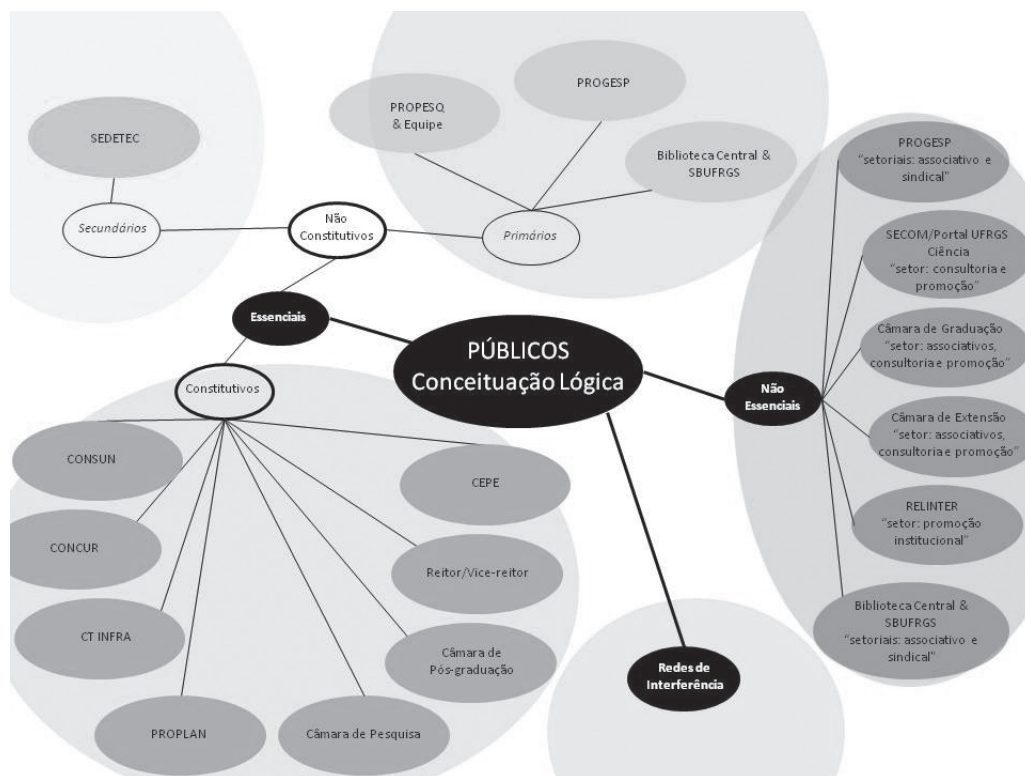 PROGESP
PROPESQ
& Equipe
SEDETEC
Biblioteca Central &
SBUFRGS
PROGESP
"setoriais: associativo e
sindical"
Secundários
Não
Constitutivos
Primários
SECOM/Portal UFRGS
Ciência
"setor: consultoria e
promoção"
Essenciais
PÚBLICOS
Conceituação Lógica
Câmara de Graduação
"setor: associativos,
consultoria e promoção"
Constitutivos
Não
Essenciais
Câmara de Extensão
"setor: associativos,
consultoria e promoção"
CONSUN
CEPE
RELINTER
"setor: promoção
institucional"
CONCUR
Reitor/Vice-reitor
CT INFRA
Câmara de
Pós-graduação
Biblioteca Central &
SBUFRGS
"setoriais: associativo e
sindical"
Redes de
Interferência
PROPLAN
Câmara de Pesquisa